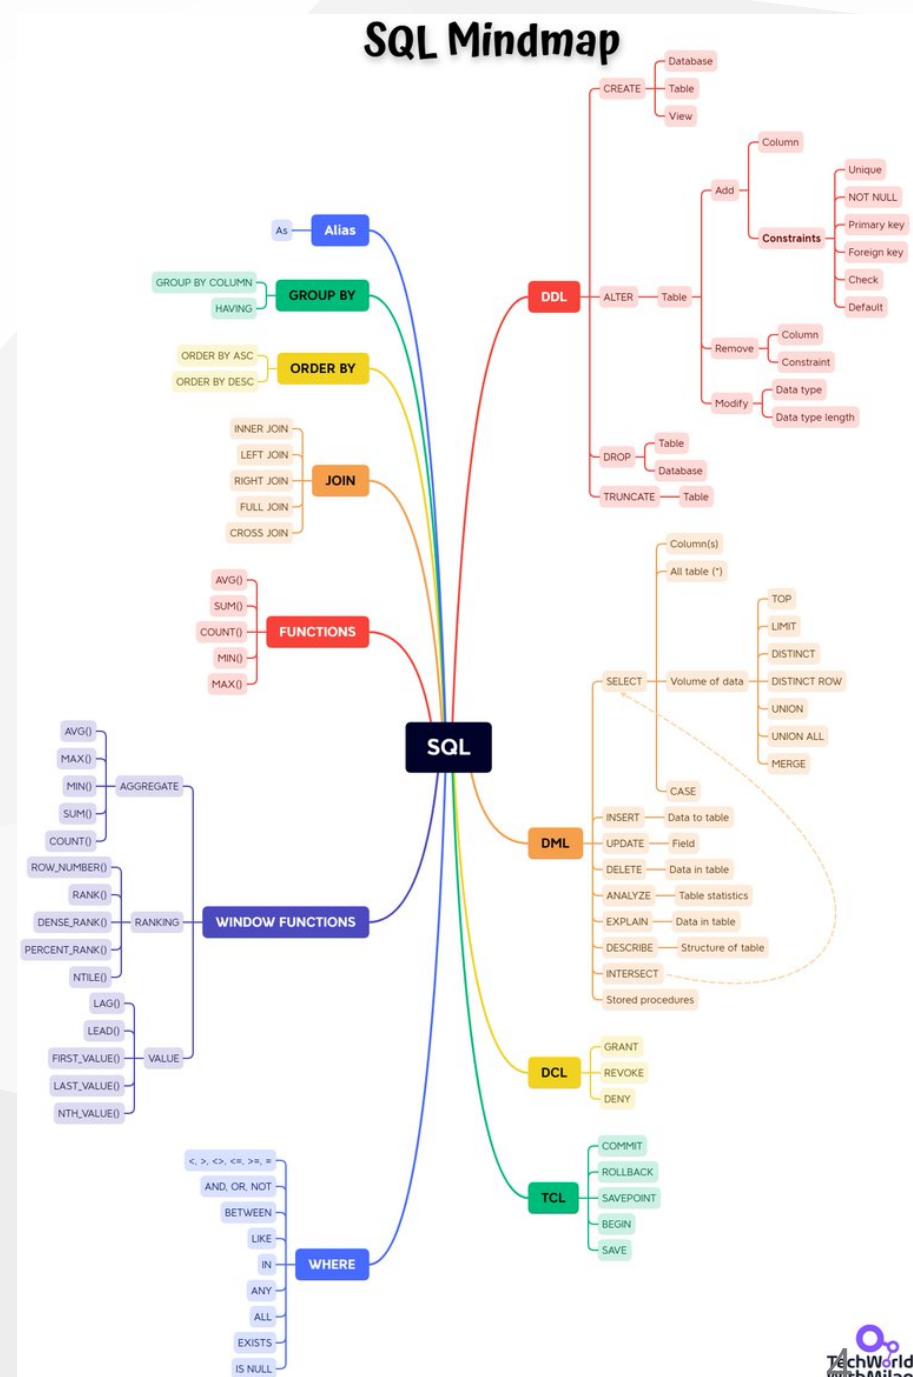 SQL Mindmap
Alias
As
GROUP BY
GROUP BY COLUMN
HAVING
ORDER BY
ORDER BY ASC
ORDER BY DESC
JOIN
INNER JOIN
LEFT JOIN
RIGHT JOIN
FULL JOIN
CROSS JOIN
FUNCTIONS
AVG()
SUM()
COUNT()
MIN()
MAX()
SQL
WINDOW FUNCTIONS
AGGREGATE
AVG()
MAX()
MIN()
SUM()
COUNT()
RANKING
ROW_NUMBER()
RANK()
DENSE_RANK()
PERCENT_RANK()
NTILE()
VALUE
LAG()
LEAD()
FIRST_VALUE()
LAST_VALUE()
NTH_VALUE()
WHERE
<, >, <>, <=, >=, =
AND, OR, NOT
BETWEEN
LIKE
IN
ANY
ALL
EXISTS
IS NULL
DDL
CREATE
Database
Table
View
ALTER
Table
Add
Column
Constraints
Unique
NOT NULL
Primary key
Foreign key
Check
Default
Remove
Column
Constraint
Modify
Data type
Data type length
DROP
Table
Database
TRUNCATE
Table
DML
SELECT
Column(s)
All table (*)
Volume of data
TOP
LIMIT
DISTINCT
DISTINCT ROW
UNION
UNION ALL
MERGE
CASE
INSERT
Data to table
UPDATE
Field
DELETE
Data in table
ANALYZE
Table statistics
EXPLAIN
Data in table
DESCRIBE
Structure of table
INTERSECT
Stored procedures
DCL
GRANT
REVOKE
DENY
TCL
COMMIT
ROLLBACK
SAVEPOINT
BEGIN
SAVE
4
TechWorld